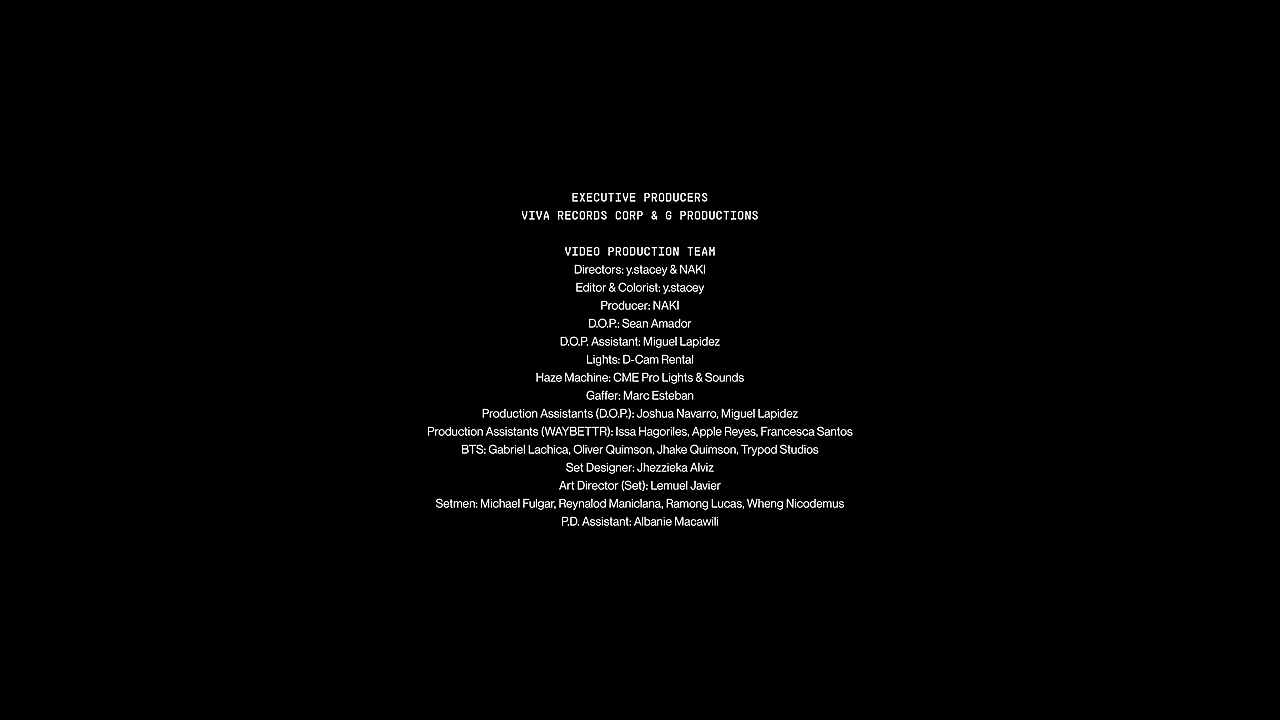 EXECUTIVE PRODUCERS
VIVA RECORDS CORP & G PRODUCTIONS
VIDEO PRODUCTION TEAM
Directors: y.stacey & NAKI
Editor & Colorist: y.stacey
Producer: NAKI
D.O.P.: Sean Amador
D.O.P. Assistant: Miguel Lapidez
Lights: D-Cam Rental
Haze Machine: CME Pro Lights & Sounds
Gaffer: Marc Esteban
Production Assistants (D.O.P.): Joshua Navarro, Miguel Lapidez
Production Assistants (WAYBETTR): Issa Hagoriles, Apple Reyes, Francesca Santos
BTS: Gabriel Lachica, Oliver Quimson, Jhake Quimson, Trypod Studios
Set Designer: Jhezzieka Alviz
Art Director (Set): Lemuel Javier
Setmen: Michael Fulgar, Reynalod Maniclana, Ramong Lucas, Wheng Nicodemus
P.D. Assistant: Albanie Macawili